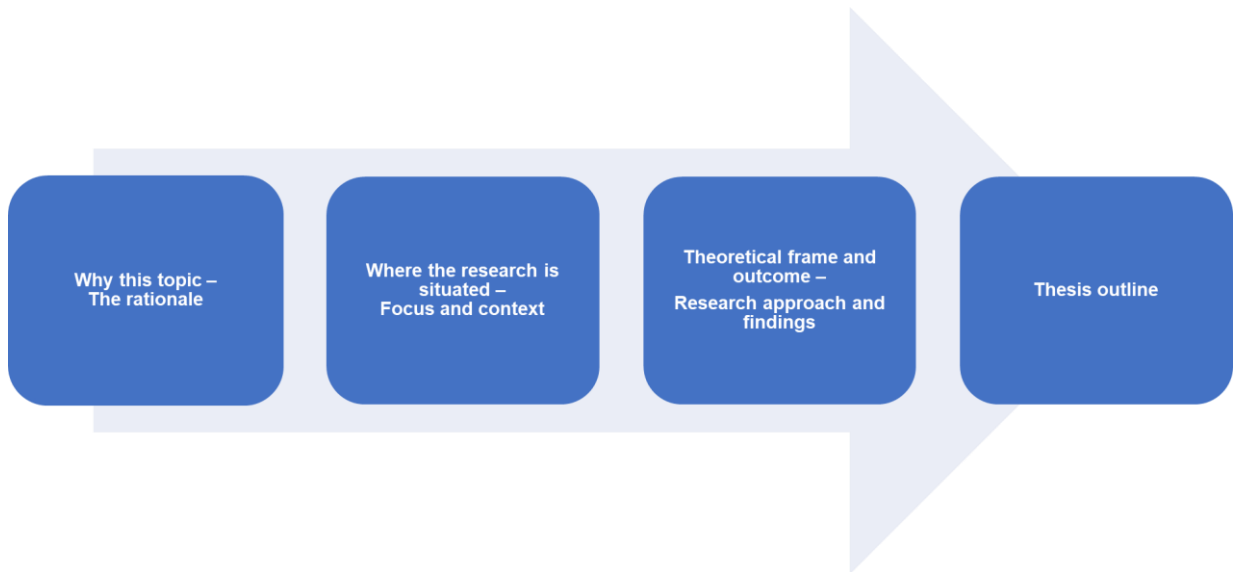 Why this topic –
The rationale
Where the research is
situated –
Focus and context
Theoretical frame and
outcome –
Research approach and
findings
Thesis outline